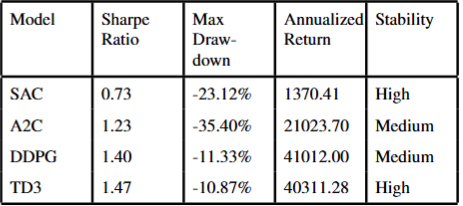 Model Sharpe Ratio Max Draw-down Annualized Return Stability
SAC 0.73 -23.12% 1370.41 High
A2C 1.23 -35.40% 21023.70 Medium
DDPG 1.40 -11.33% 41012.00 Medium
TD3 1.47 -10.87% 40311.28 High